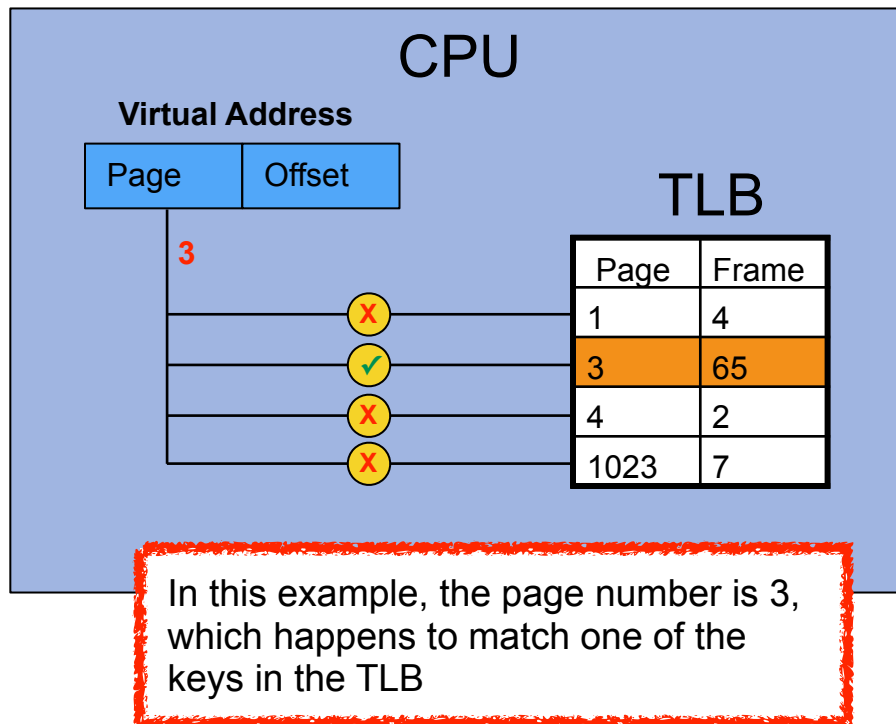 CPU
Virtual Address
Page Offset
TLB
3
Page Frame
X
1 4
✓
3 65
X
4 2
X
1023 7
In this example, the page number is 3,
which happens to match one of the
keys in the TLB